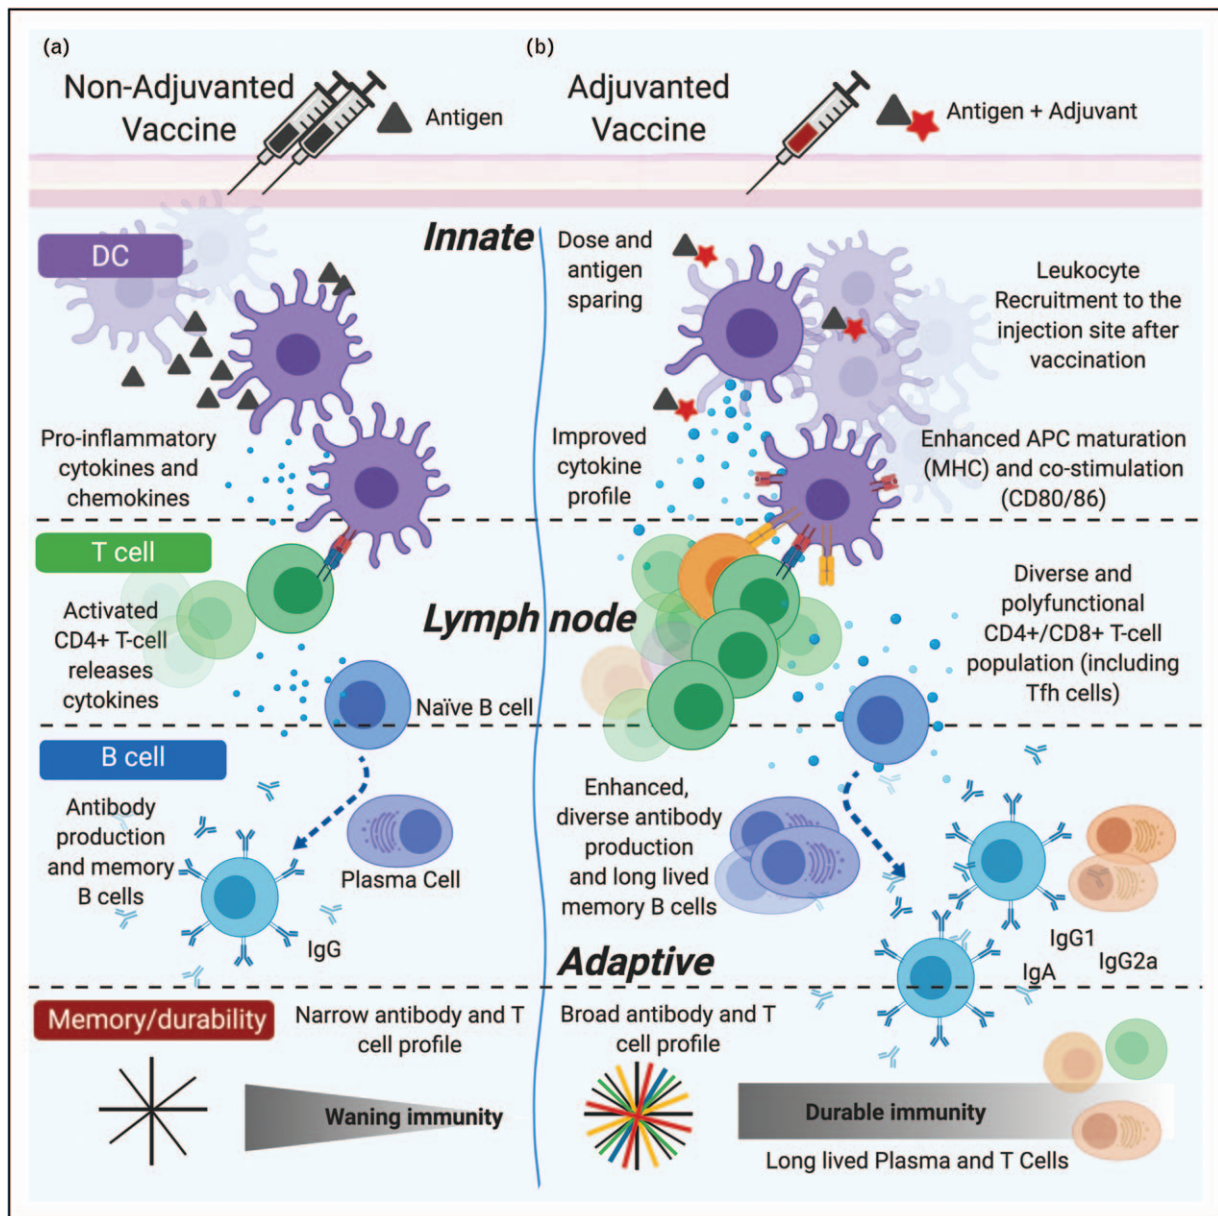 (a)
Non-Adjuvanted
Vaccine
Antigen
(b)
Adjuvanted
Vaccine
Antigen + Adjuvant
Innate
DC
Pro-inflammatory
cytokines and
chemokines
Dose and
antigen
sparing
Leukocyte
Recruitment to the
injection site after
vaccination
Improved
cytokine
profile
Enhanced APC maturation
(MHC) and co-stimulation
(CD80/86)
T cell
Activated
CD4+ T-cell
releases
cytokines
Lymph node
Naïve B cell
Diverse and
polyfunctional
CD4+/CD8+ T-cell
population (including
Tfh cells)
B cell
Antibody
production
and memory
B cells
Plasma Cell
IgG
Enhanced,
diverse antibody
production
and long lived
memory B cells
IgG1
IgG2a
IgA
Adaptive
Memory/durability
Narrow antibody and T
cell profile
Waning immunity
Broad antibody and T
cell profile
Durable immunity
Long lived Plasma and T Cells